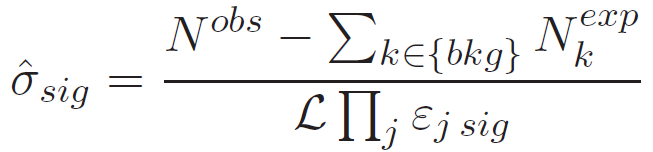 \hat{\sigma}_{sig} = \frac{N^{obs} - \sum_{k \in \{bkg\}} N_k^{exp}}{\mathcal{L} \prod_j \varepsilon_{j\,sig}}